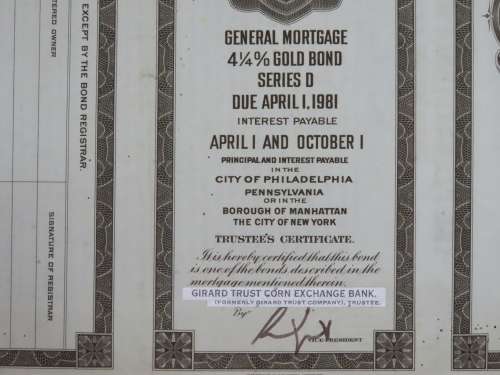 TERED OWNER
EXCEPT BY THE BOND REGISTRAR.
SIGNATURE OF REGISTRAR
GENERAL MORTGAGE
4¼% GOLD BOND
SERIES D
DUE APRIL 1, 1981
INTEREST PAYABLE
APRIL 1 AND OCTOBER 1
PRINCIPAL AND INTEREST PAYABLE
IN THE
CITY OF PHILADELPHIA
PENNSYLVANIA
OR IN THE
BOROUGH OF MANHATTAN
THE CITY OF NEW YORK
TRUSTEE'S CERTIFICATE.
It is hereby certified that this bond
is one of the bonds described in the
mortgage mentioned therein.
GIRARD TRUST CORN EXCHANGE BANK.
(FORMERLY GIRARD TRUST COMPANY), TRUSTEE.
By
VICE-PRESIDENT